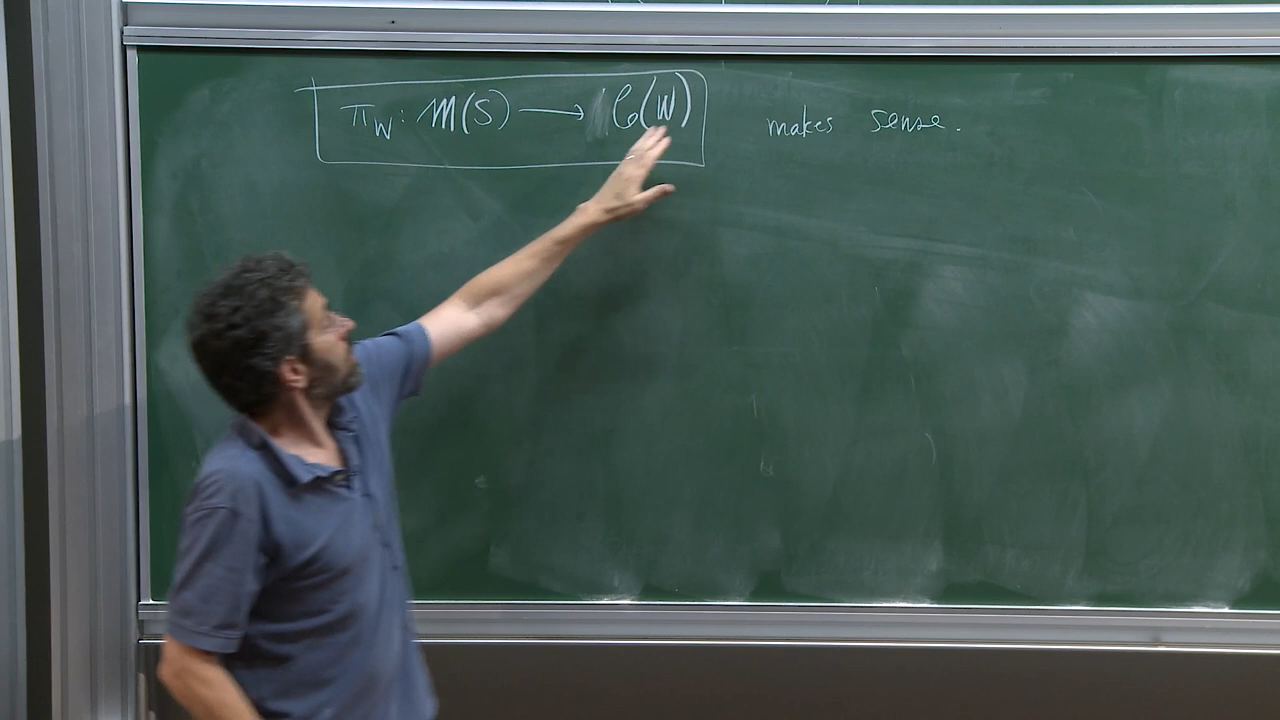 π_W : 𝓜(S) ⟶ 𝒞(W) makes sense.